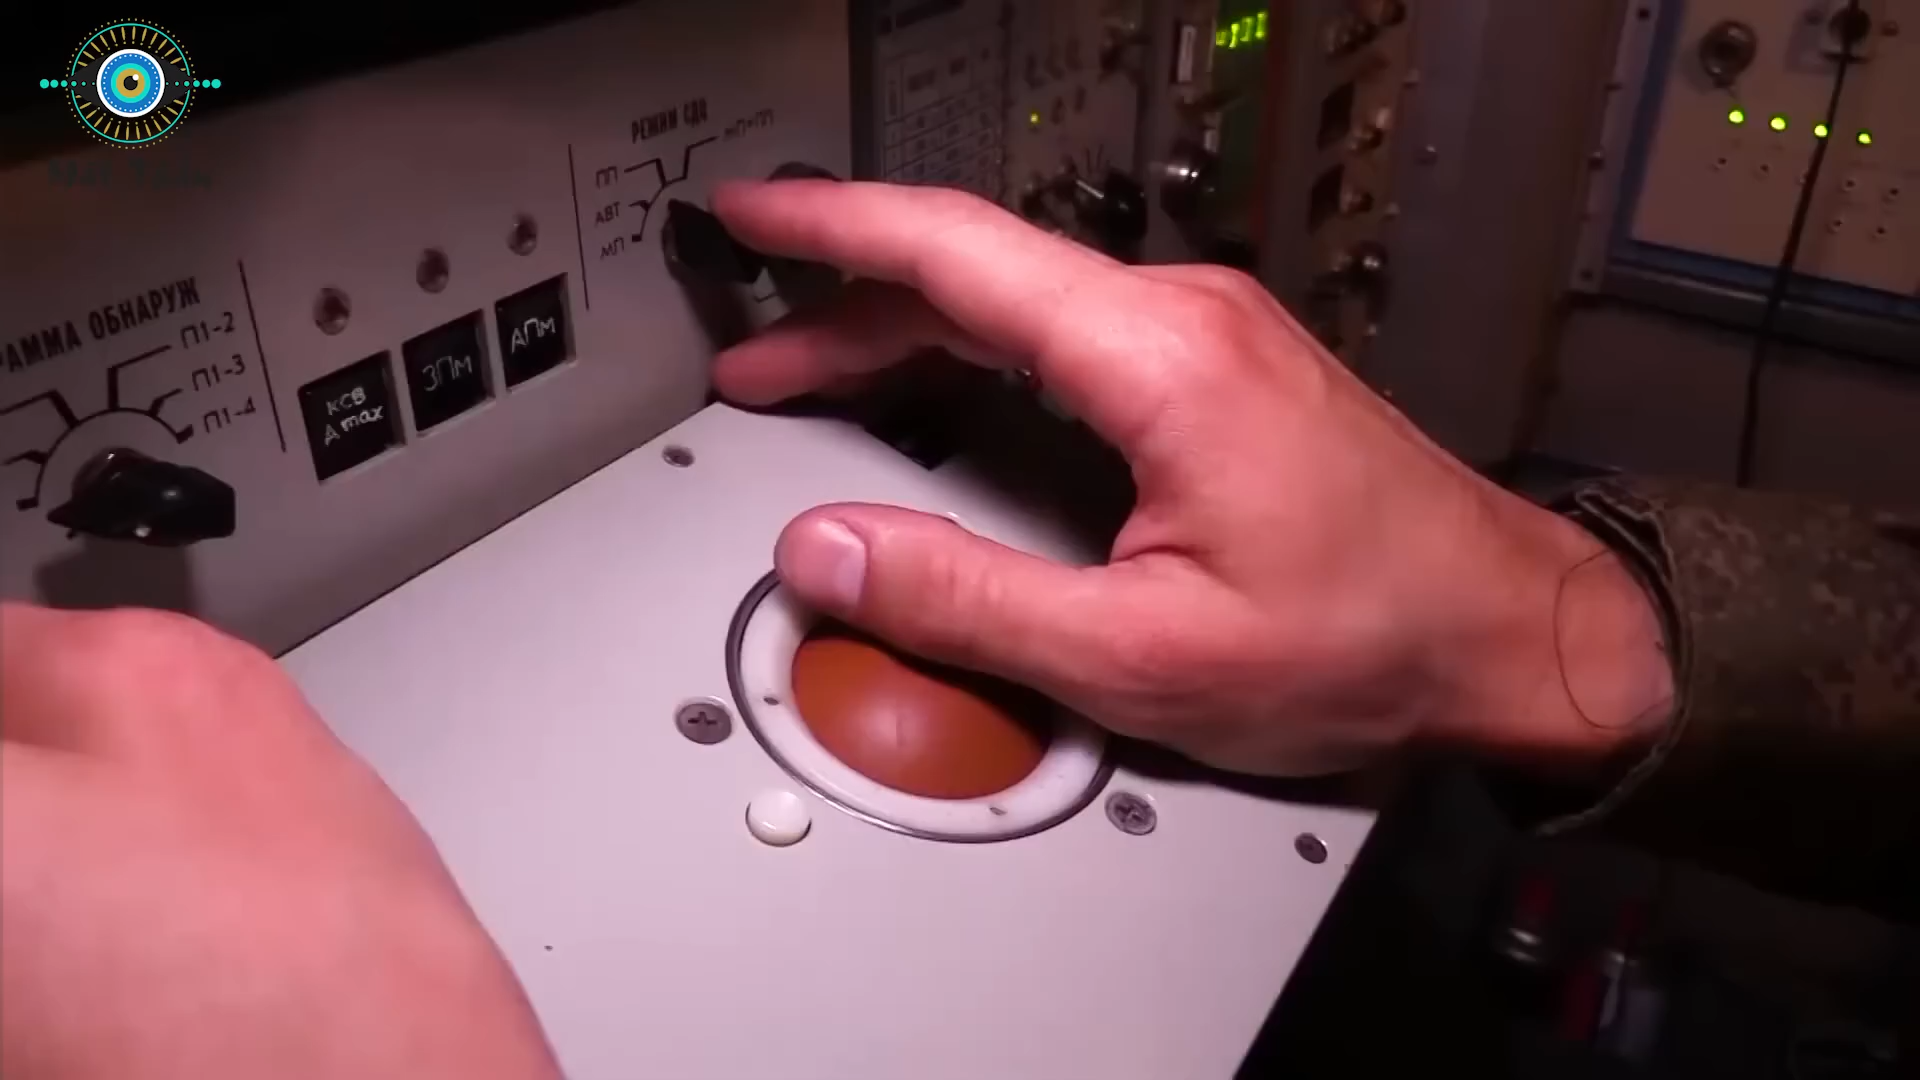 РЕЖИМ СДЦ
ПП
МП+ПП
АВТ
МП
АММА ОБНАРУЖ
П1-2
П1-3
П1-4
КСВ
Д max
ЗПм
АПм